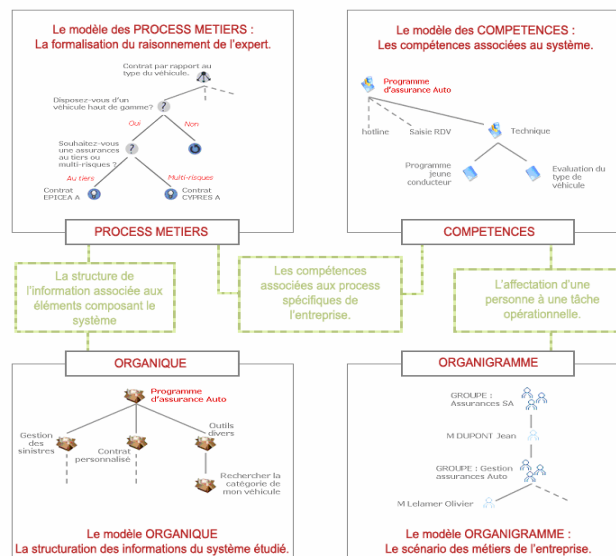 Le modèle des PROCESS METIERS :
La formalisation du raisonnement de l'expert.
Contrat par rapport au
type du véhicule.
Disposez-vous d'un
véhicule haut de gamme?
?
Oui
Non
Souhaitez-vous
une assurances
au tiers ou
multi-risques ?
?
Au tiers
Multi-risques
Contrat
EPICEA A
Contrat
CYPRES A
PROCESS METIERS
Le modèle des COMPETENCES :
Les compétences associées au système.
Programme
d'assurance Auto
hotline
Saisie RDV
Technique
Programme
jeune
conducteur
Evaluation du
type de
véhicule
COMPETENCES
La structure de
l'information associée aux
éléments composant le
système
Les compétences
associées aux process
spécifiques de
l'entreprise.
L'affectation d'une
personne à une tâche
opérationnelle.
ORGANIQUE
Programme
d'assurance Auto
Gestion
des
sinistres
Contrat
personnalisé
Outils
divers
Rechercher la
catégorie de
mon véhicule
Le modèle ORGANIQUE
La structuration des informations du système étudié.
ORGANIGRAMME
GROUPE :
Assurances SA
M DUPONT Jean
GROUPE : Gestion
assurances Auto
M Lelamer Olivier
Le modèle ORGANIGRAMME :
Le scénario des métiers de l'entreprise.